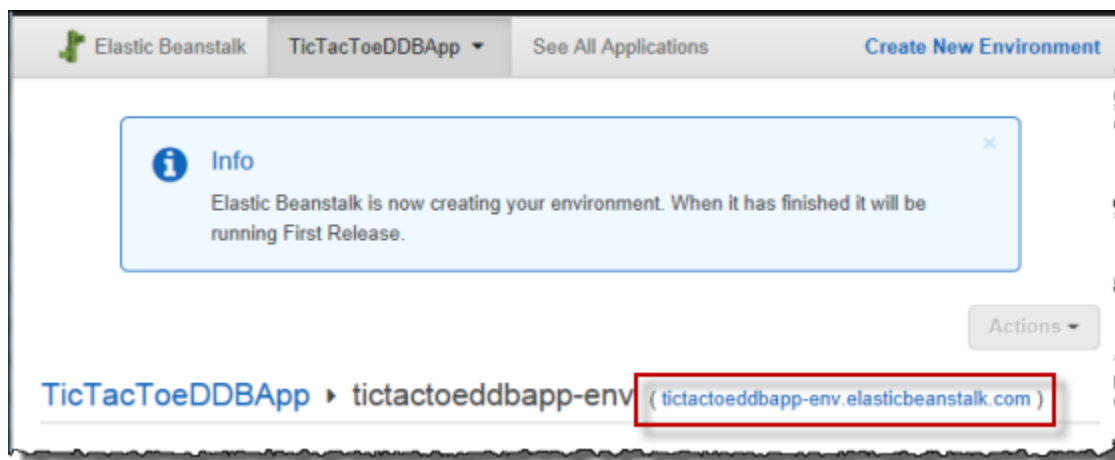 Elastic Beanstalk TicTacToeDDBApp See All Applications Create New Environment
Info
Elastic Beanstalk is now creating your environment. When it has finished it will be
running First Release.
Actions
TicTacToeDDBApp ▸ tictactoeddbapp-env ( tictactoeddbapp-env.elasticbeanstalk.com )